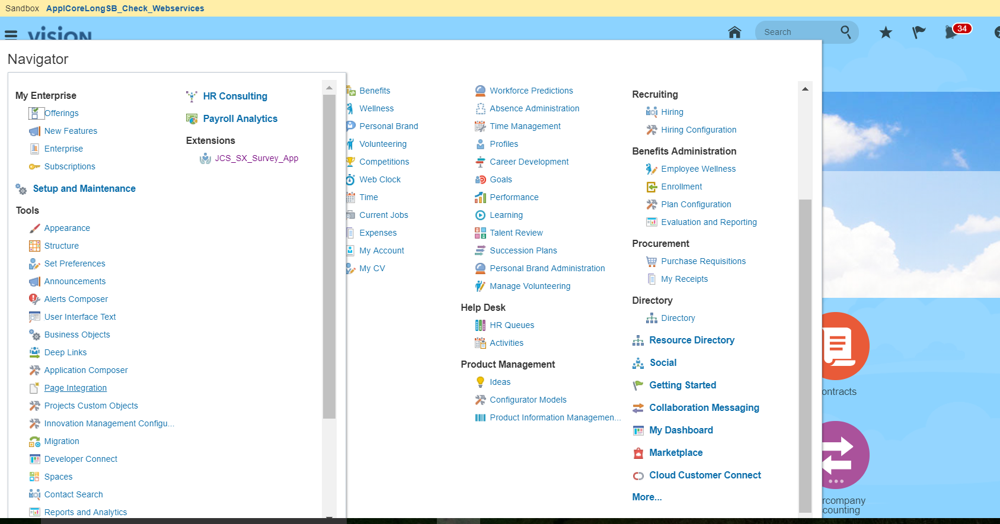 Sandbox ApplCoreLongSB_Check_Webservices
vision
Search
34
Navigator
My Enterprise
Offerings
New Features
Enterprise
Subscriptions
Setup and Maintenance
Tools
Appearance
Structure
Set Preferences
Announcements
Alerts Composer
User Interface Text
Business Objects
Deep Links
Application Composer
Page Integration
Projects Custom Objects
Innovation Management Configu...
Migration
Developer Connect
Spaces
Contact Search
Reports and Analytics
HR Consulting
Payroll Analytics
Extensions
JCS_SX_Survey_App
Benefits
Wellness
Personal Brand
Volunteering
Competitions
Web Clock
Time
Current Jobs
Expenses
My Account
My CV
Workforce Predictions
Absence Administration
Time Management
Profiles
Career Development
Goals
Performance
Learning
Talent Review
Succession Plans
Personal Brand Administration
Manage Volunteering
Help Desk
HR Queues
Activities
Product Management
Ideas
Configurator Models
Product Information Managemen...
Recruiting
Hiring
Hiring Configuration
Benefits Administration
Employee Wellness
Enrollment
Plan Configuration
Evaluation and Reporting
Procurement
Purchase Requisitions
My Receipts
Directory
Directory
Resource Directory
Social
Getting Started
Collaboration Messaging
My Dashboard
Marketplace
Cloud Customer Connect
More...
ontracts
rcompany
counting